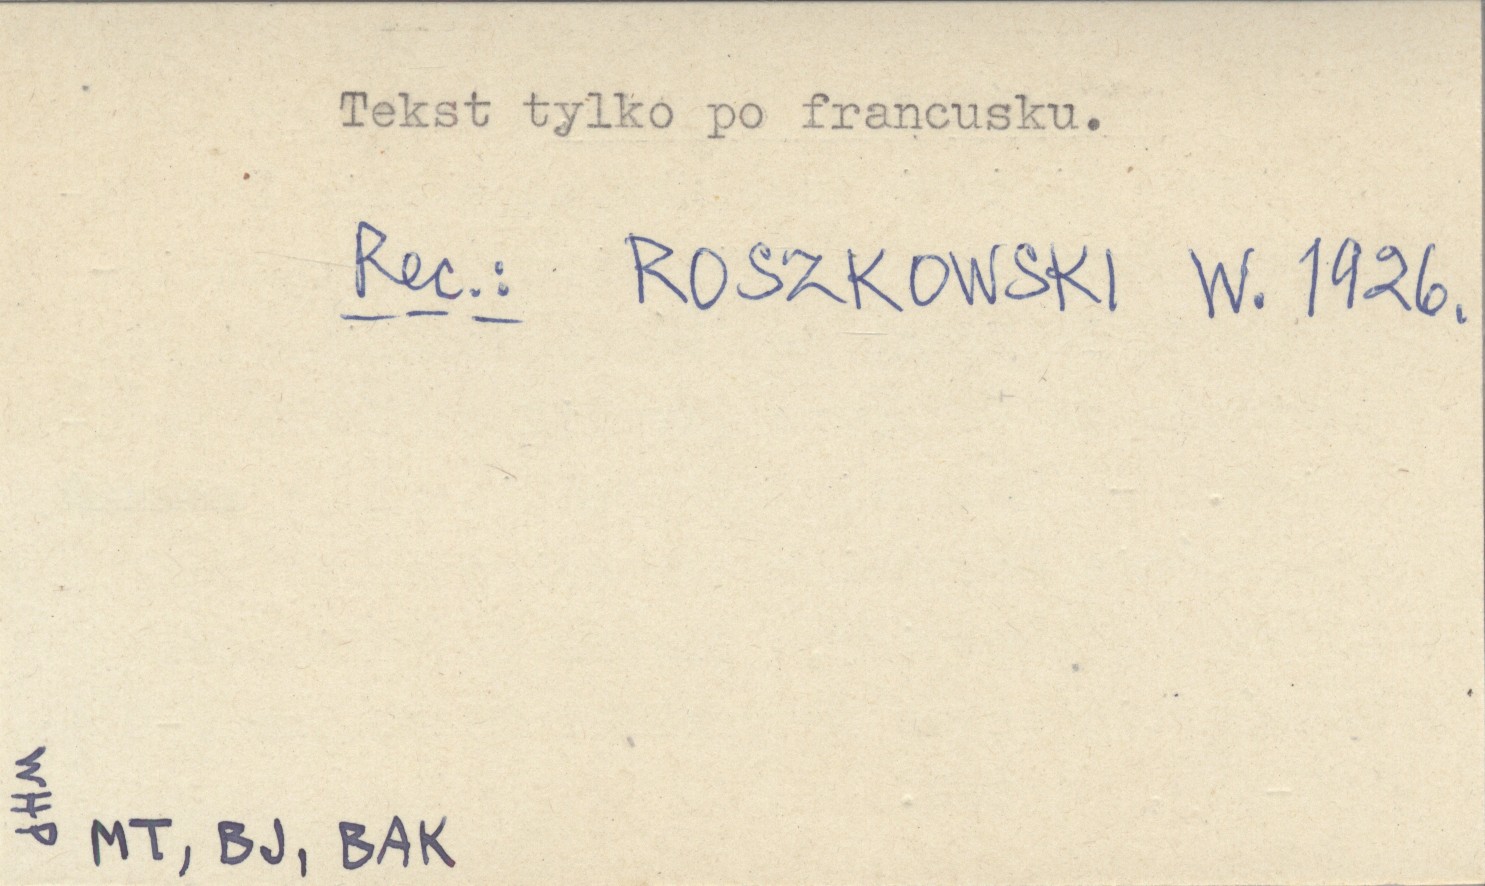 Tekst tylko po francusku.
Rec.: ROSZKOWSKI W. 1926.
WHP
MT, BJ, BAK